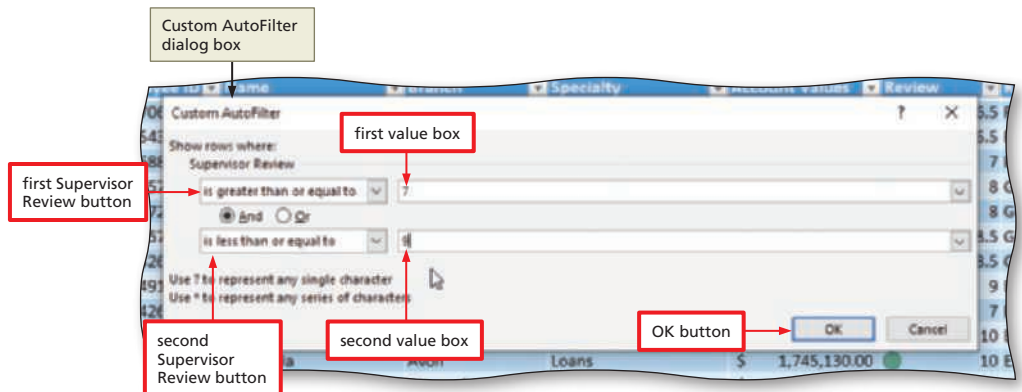 Custom AutoFilter
dialog box
Name
Branch
Specialty
Account Values
Review
Custom AutoFilter
?
first value box
Show rows where:
Supervisor Review
first Supervisor
Review button
is greater than or equal to
7
And
Or
is less than or equal to
9
Use ? to represent any single character
Use * to represent any series of characters
second
Supervisor
Review button
second value box
OK button
OK
Cancel
Avon
Loans
$ 1,745,130.00
10